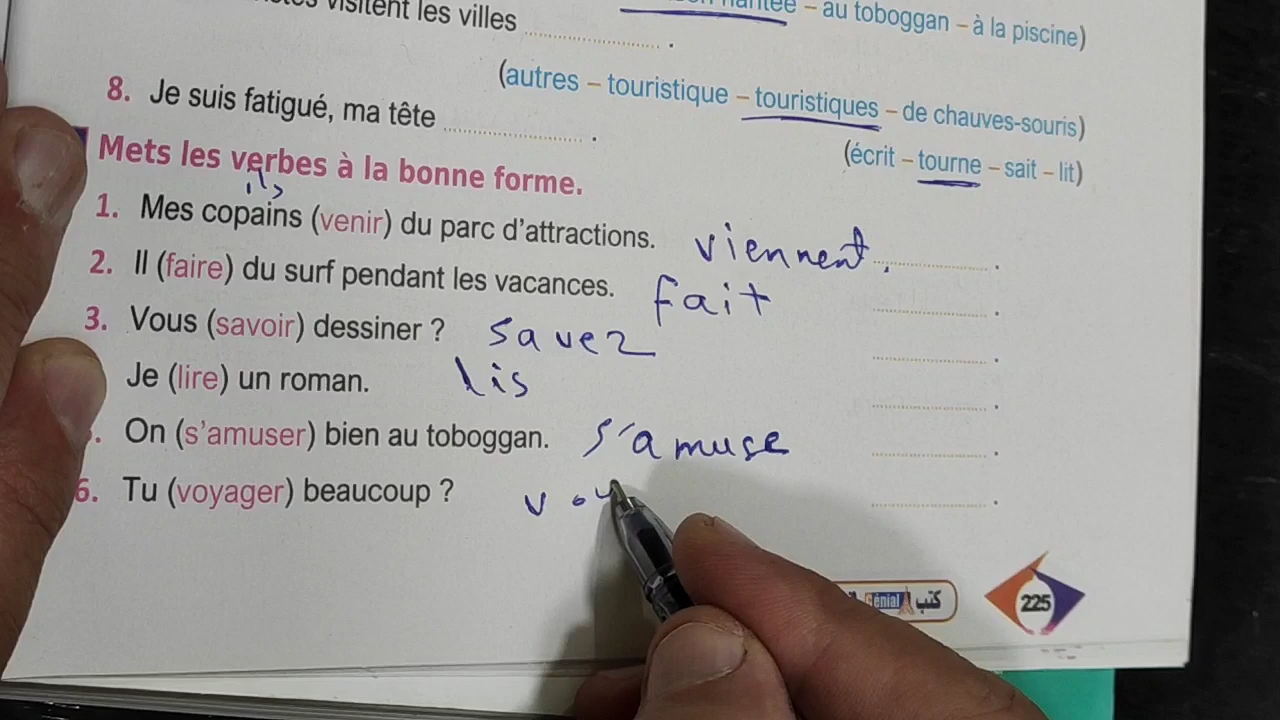 visitent les villes .................... .
– au toboggan – à la piscine)
(autres – touristique – touristiques – de chauves-souris)
8. Je suis fatigué, ma tête .................... .
(écrit – tourne – sait – lit)
Mets les verbes à la bonne forme.
ils
1. Mes copains (venir) du parc d’attractions. viennent. .................... .
2. Il (faire) du surf pendant les vacances. fait .................... .
3. Vous (savoir) dessiner ? savez .................... .
Je (lire) un roman. lis .................... .
. On (s’amuser) bien au toboggan. s’amuse .................... .
6. Tu (voyager) beaucoup ? voy .................... .
Génial كتب
225